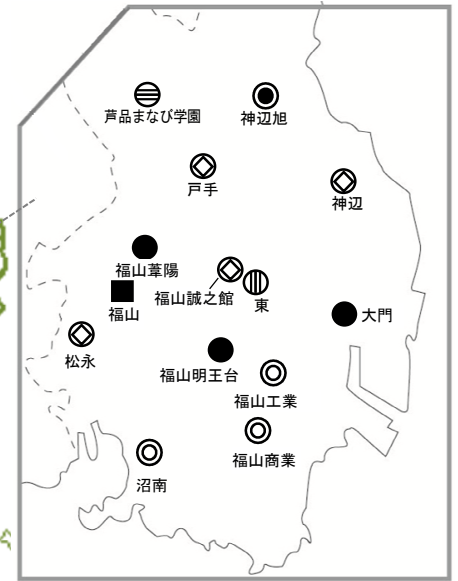 芦品まなび学園
神辺旭
戸手
神辺
福山葦陽
福山誠之館
東
福山
大門
松永
福山明王台
福山工業
福山商業
沼南